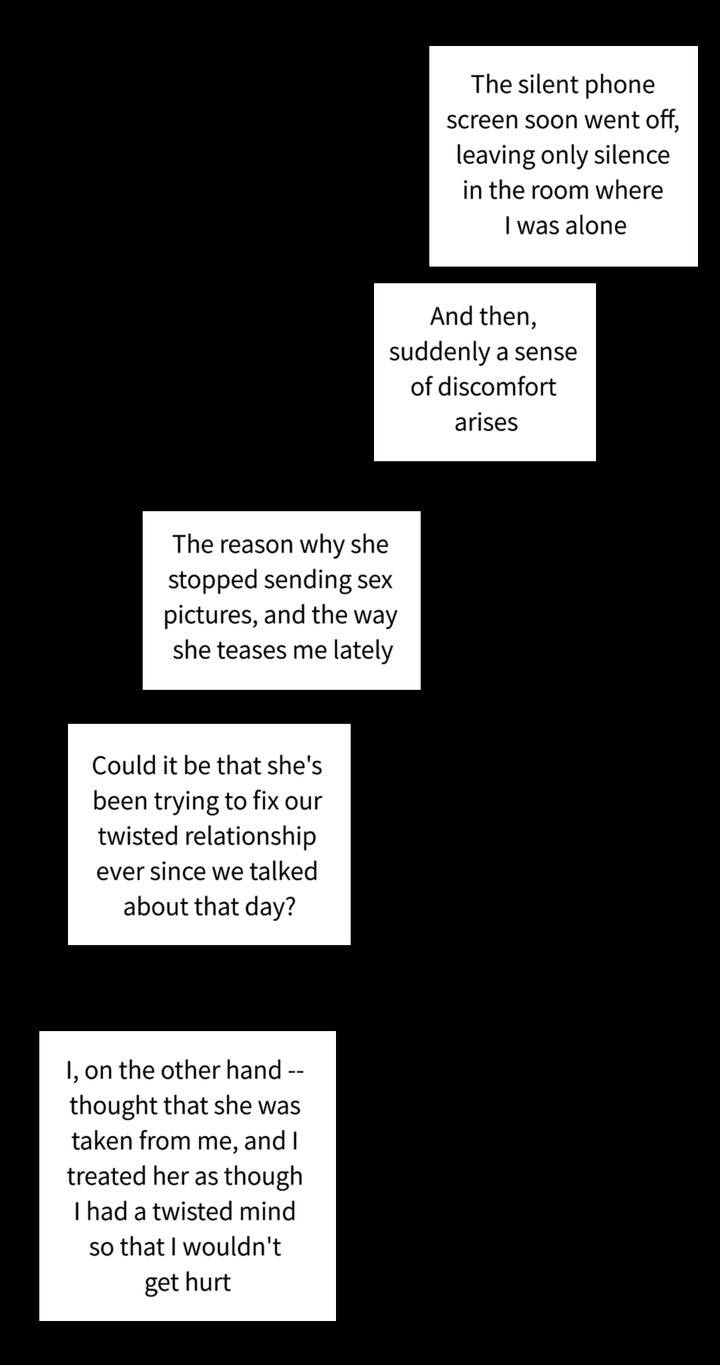 The silent phone
screen soon went off,
leaving only silence
in the room where
I was alone
And then,
suddenly a sense
of discomfort
arises
The reason why she
stopped sending sex
pictures, and the way
she teases me lately
Could it be that she's
been trying to fix our
twisted relationship
ever since we talked
about that day?
I, on the other hand --
thought that she was
taken from me, and I
treated her as though
I had a twisted mind
so that I wouldn't
get hurt